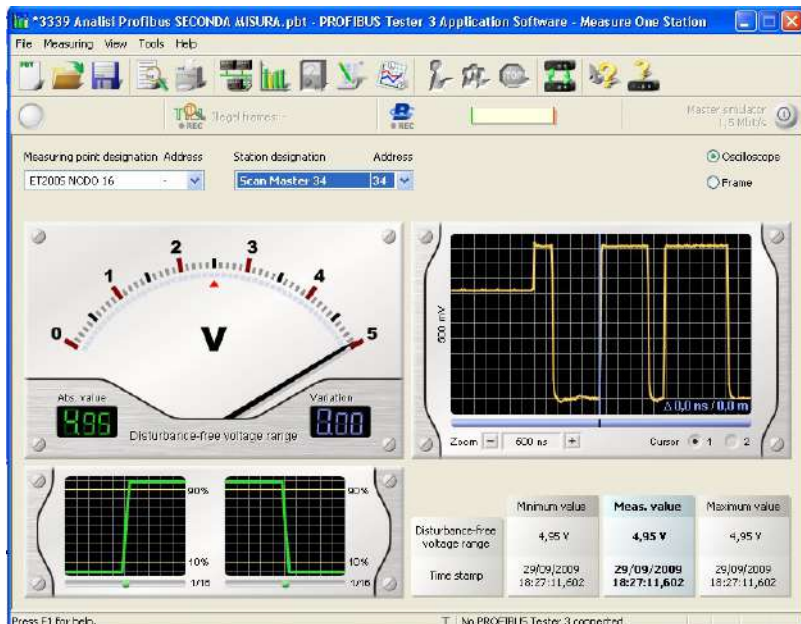 *3339 Analisi Profibus SECONDA MISURA.pbt - PROFIBUS Tester 3 Application Software - Measure One Station
File Measuring View Tools Help
REC Illegal frames: - REC Master simulator
1,5 Mbit/s
Measuring point designation Address Station designation Address
ET200S NODO 16 - Scan Master 34 34
Oscilloscope
Frame
0 1 2 3 4 5
V
Abs. value Variation
4.95 0.00
Disturbance-free voltage range
600 mV
Δ 0,0 ns / 0,0 m
Zoom 600 ns Cursor 1 2
90% 90%
10% 10%
1/16 1/16
Minimum value Meas. value Maximum value
Disturbance-free voltage range 4,95 V 4,95 V 4,95 V
Time stamp 29/09/2009 18:27:11,602 29/09/2009 18:27:11,602 29/09/2009 18:27:11,602
Press F1 for help. No PROFIBUS Tester 3 connected